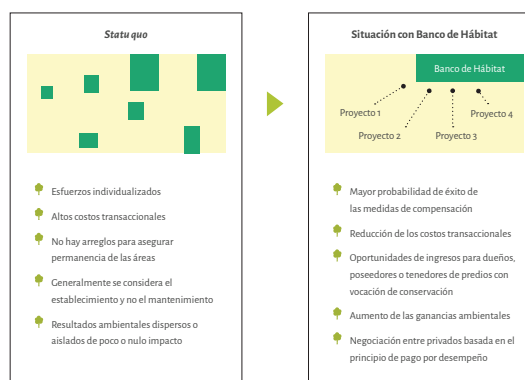 Statu quo
Esfuerzos individualizados
Altos costos transaccionales
No hay arreglos para asegurar
permanencia de las áreas
Generalmente se considera el
establecimiento y no el mantenimiento
Resultados ambientales dispersos o
aislados de poco o nulo impacto
Situación con Banco de Hábitat
Banco de Hábitat
Proyecto 1
Proyecto 4
Proyecto 2
Proyecto 3
Mayor probabilidad de éxito de
las medidas de compensación
Reducción de los costos transaccionales
Oportunidades de ingresos para dueños,
poseedores o tenedores de predios con
vocación de conservación
Aumento de las ganancias ambientales
Negociación entre privados basada en el
principio de pago por desempeño